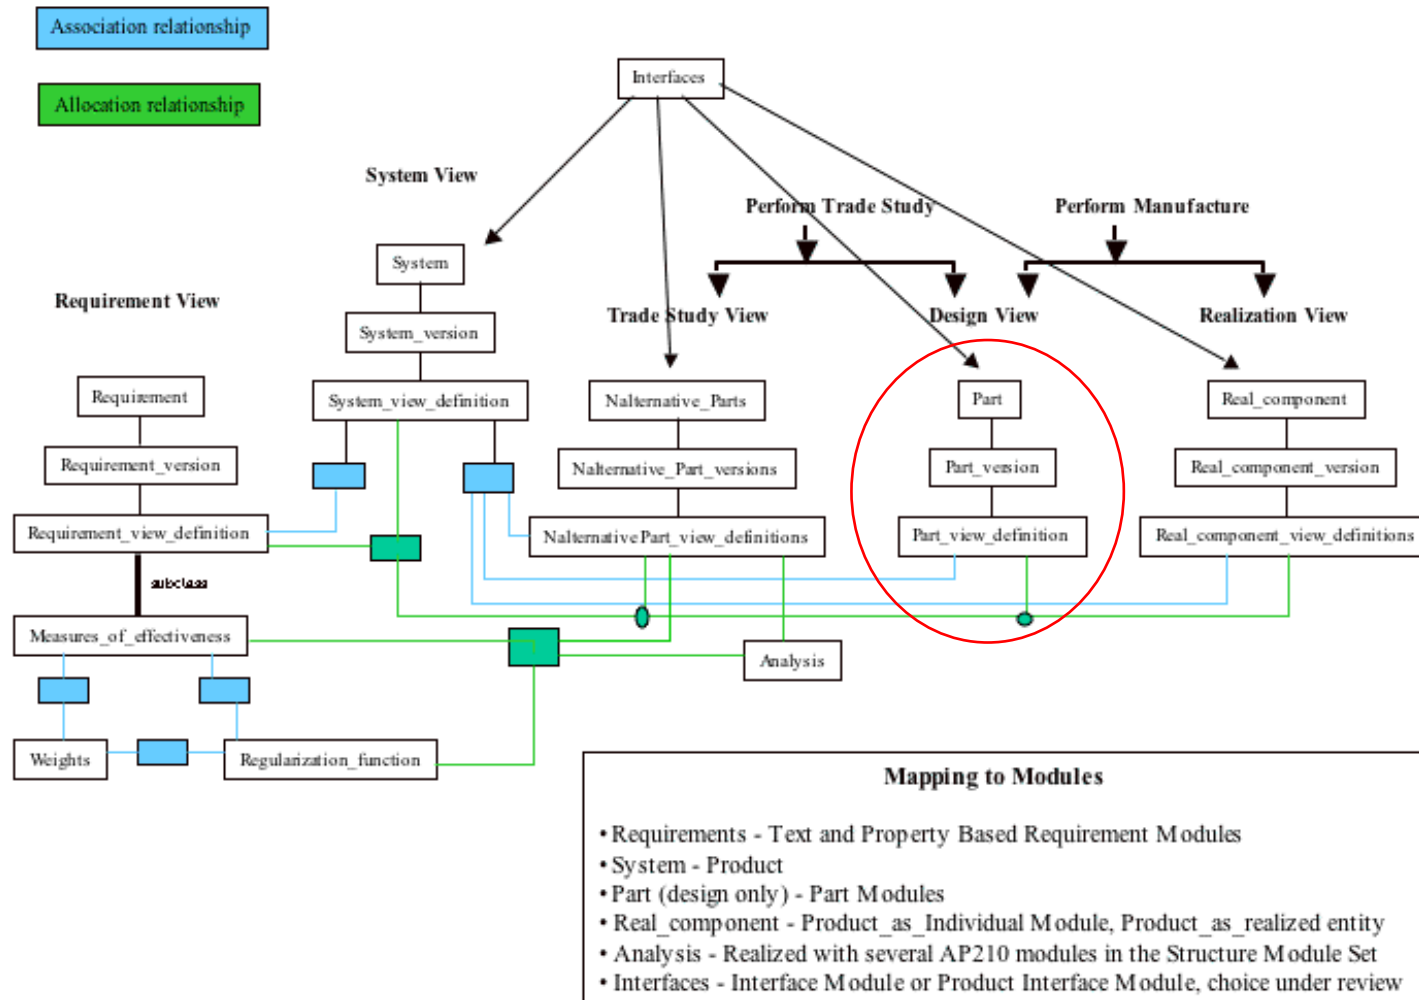 Association relationship
Allocation relationship
Interfaces
System View
Perform Trade Study
Perform Manufacture
System
Requirement View
Trade Study View
Design View
Realization View
System_version
Requirement
System_view_definition
Nalternative_Parts
Part
Real_component
Requirement_version
Nalternative_Part_versions
Part_version
Real_component_version
Requirement_view_definition
Nalternative Part_view_definitions
Part_view_definition
Real_component_view_definitions
subclass
Measures_of_effectiveness
Analysis
Weights
Regularization_function
Mapping to Modules
• Requirements - Text and Property Based Requirement Modules
• System - Product
• Part (design only) - Part Modules
• Real_component - Product_as_Individual Module, Product_as_realized entity
• Analysis - Realized with several AP210 modules in the Structure Module Set
• Interfaces - Interface Module or Product Interface Module, choice under review